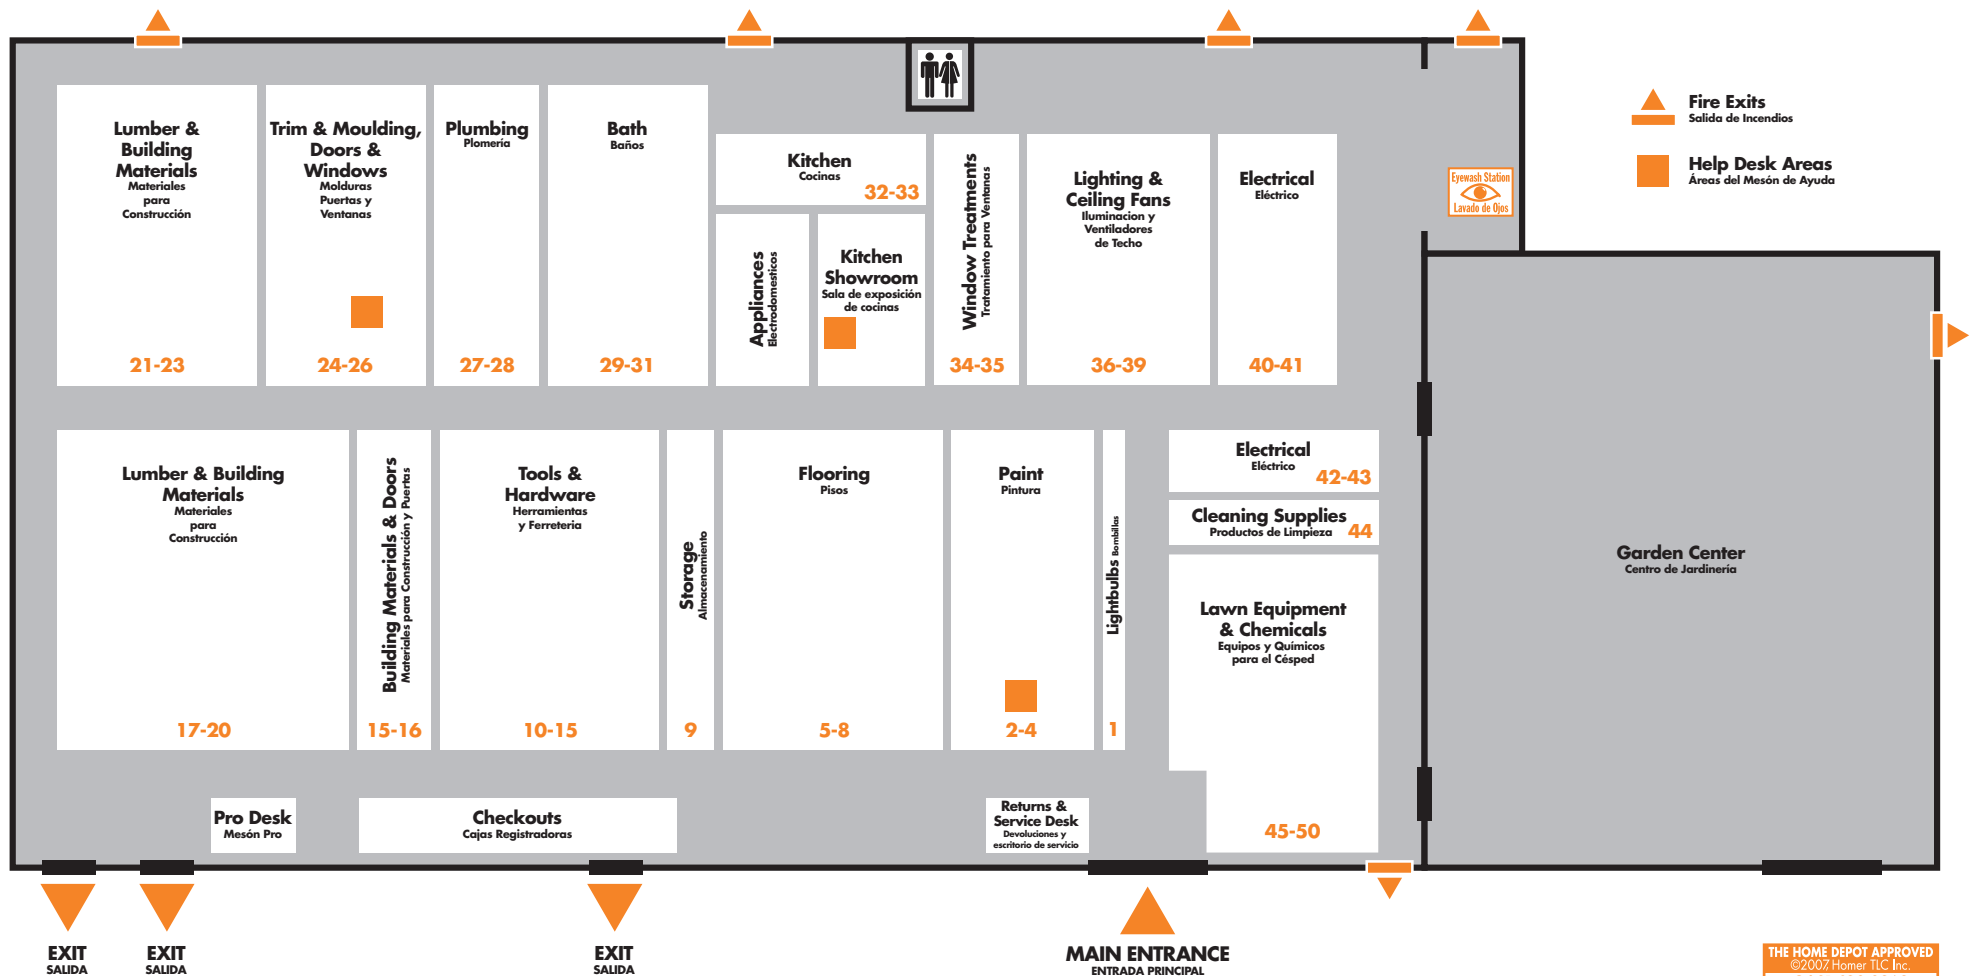 Fire Exits
Salida de Incendios
Help Desk Areas
Áreas del Mesón de Ayuda
Eyewash Station
Lavado de Ojos
Lumber &
Building
Materials
Materiales
para
Construcción
21-23
Trim & Moulding,
Doors &
Windows
Molduras
Puertas y
Ventanas
24-26
Plumbing
Plomería
27-28
Bath
Baños
29-31
Kitchen
Cocinas
32-33
Appliances
Electrodomesticos
Kitchen
Showroom
Sala de exposición
de cocinas
Window Treatments
Tratamiento para Ventanas
34-35
Lighting &
Ceiling Fans
Iluminacion y
Ventiladores
de Techo
36-39
Electrical
Eléctrico
40-41
Lumber & Building
Materials
Materiales
para
Construcción
17-20
Building Materials & Doors
Materiales para Construcción y Puertas
15-16
Tools &
Hardware
Herramientas
y Ferreteria
10-15
Storage
Almacenamiento
9
Flooring
Pisos
5-8
Paint
Pintura
2-4
Lightbulbs Bombillas
1
Electrical
Eléctrico
42-43
Cleaning Supplies
Productos de Limpieza
44
Lawn Equipment
& Chemicals
Equipos y Químicos
para el Césped
45-50
Garden Center
Centro de Jardinería
Pro Desk
Mesón Pro
Checkouts
Cajas Registradoras
Returns &
Service Desk
Devoluciones y
escritorio de servicio
EXIT
SALIDA
EXIT
SALIDA
EXIT
SALIDA
MAIN ENTRANCE
ENTRADA PRINCIPAL
THE HOME DEPOT APPROVED
©2007, Homer TLC Inc.